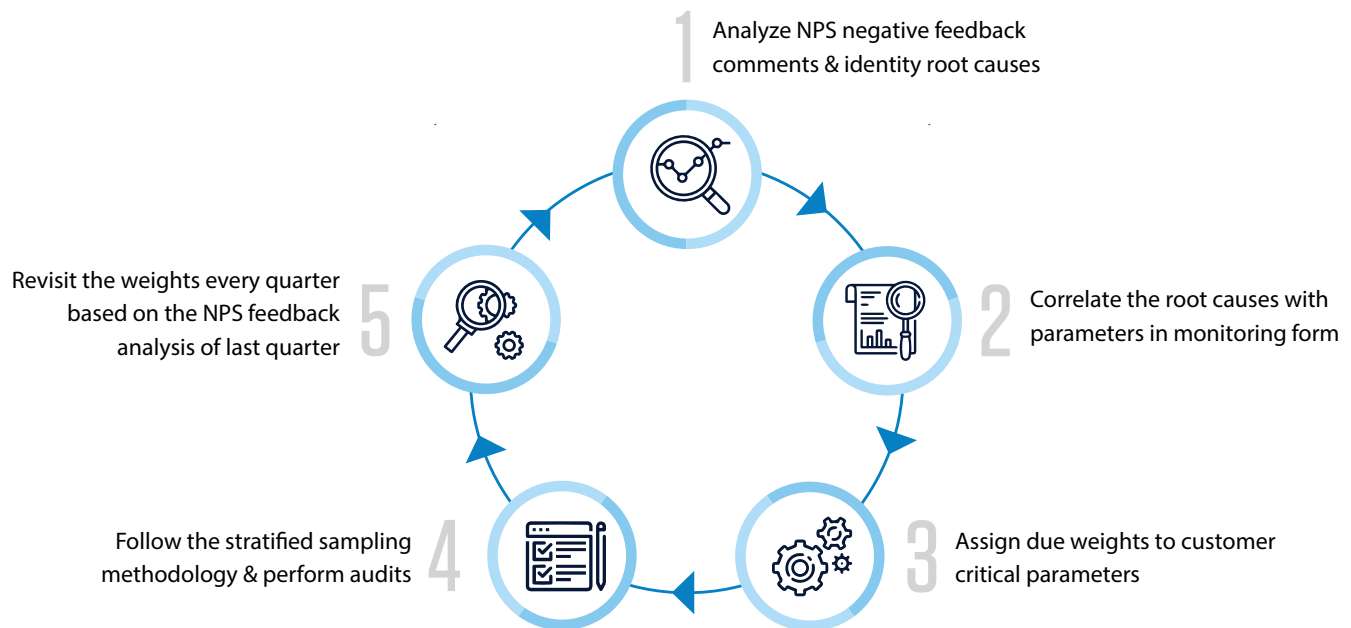 1
Analyze NPS negative feedback
comments & identity root causes
2
Correlate the root causes with
parameters in monitoring form
3
Assign due weights to customer
critical parameters
4
Follow the stratified sampling
methodology & perform audits
5
Revisit the weights every quarter
based on the NPS feedback
analysis of last quarter